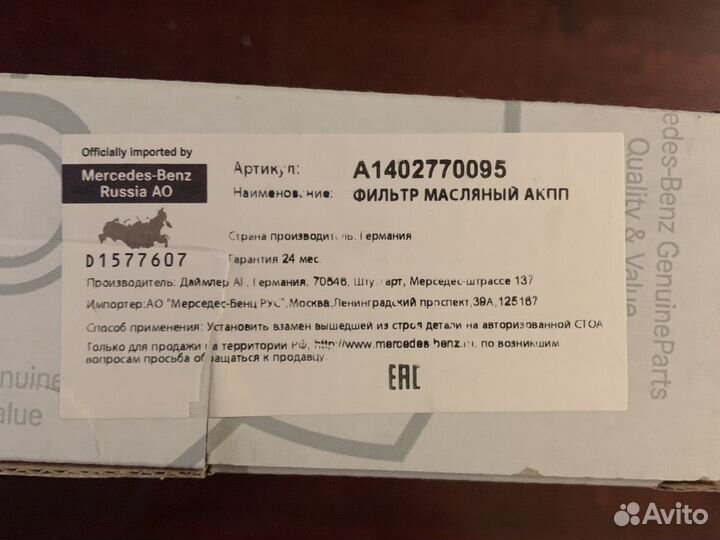 Officially imported by
Mercedes-Benz
Russia AO
D1577607
Артикул: A1402770095
Наименование: ФИЛЬТР МАСЛЯНЫЙ АКПП
Страна производитель: Германия
Гарантия 24 мес.
Производитель: Даймлер АГ, Германия, 70546, Штутгарт, Мерседес-штрассе 137
Импортер:АО "Мерседес-Бенц РУС",Москва,Ленинградский проспект,39А,125167
Способ применения: Установить взамен вышедшей из строя детали на авторизованной СТОА
Только для продажи на территории РФ, http://www.mercedes-benz.ru, по возникшим
вопросам просьба обращаться к продавцу.
EAC
edes-Benz GenuineParts
Quality & Value
nuine
alue
Avito